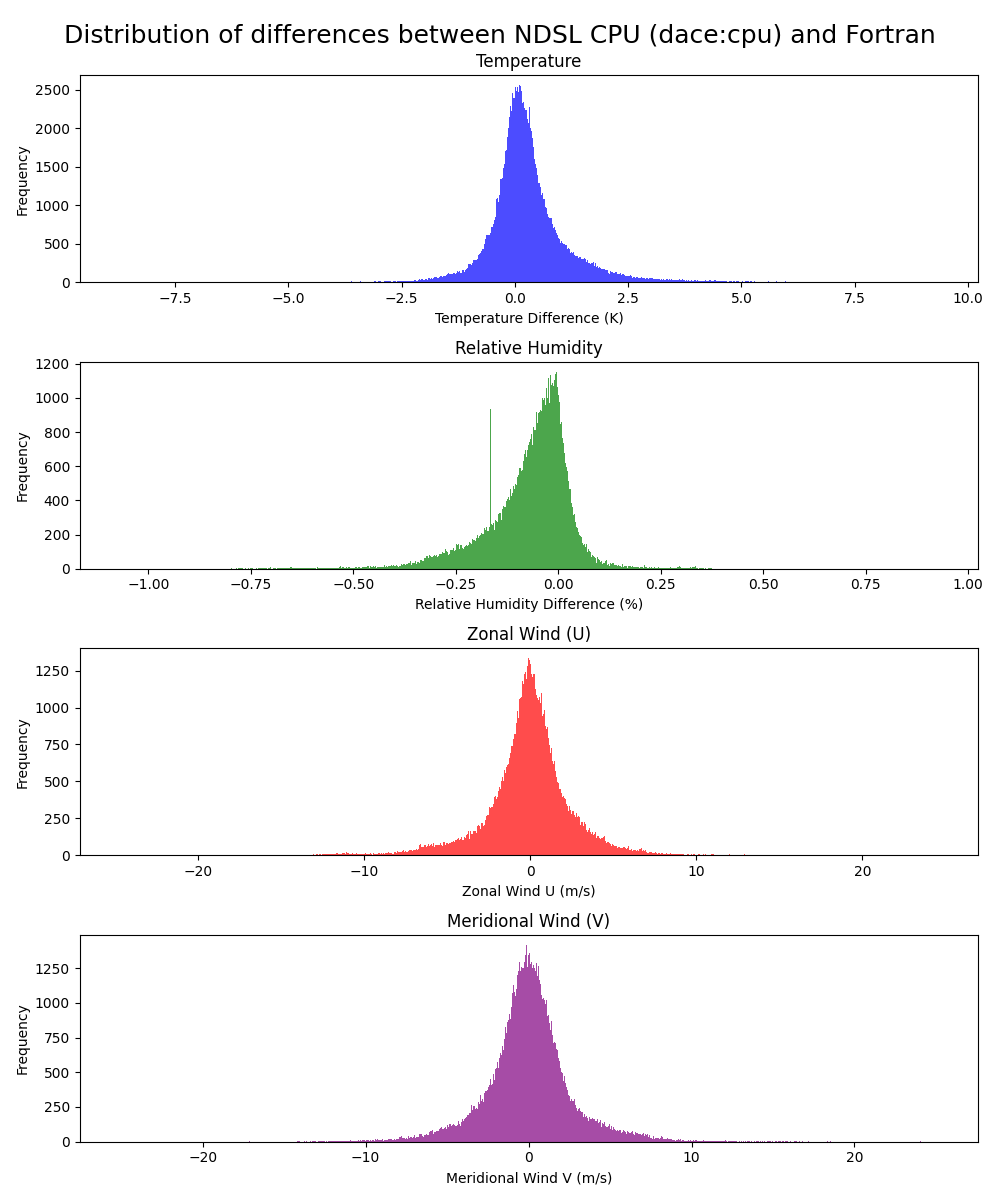 Distribution of differences between NDSL CPU (dace:cpu) and Fortran
Temperature
Frequency
2500
2000
1500
1000
500
0
−7.5 −5.0 −2.5 0.0 2.5 5.0 7.5 10.0
Temperature Difference (K)
Relative Humidity
Frequency
1200
1000
800
600
400
200
0
−1.00 −0.75 −0.50 −0.25 0.00 0.25 0.50 0.75 1.00
Relative Humidity Difference (%)
Zonal Wind (U)
Frequency
1250
1000
750
500
250
0
−20 −10 0 10 20
Zonal Wind U (m/s)
Meridional Wind (V)
Frequency
1250
1000
750
500
250
0
−20 −10 0 10 20
Meridional Wind V (m/s)